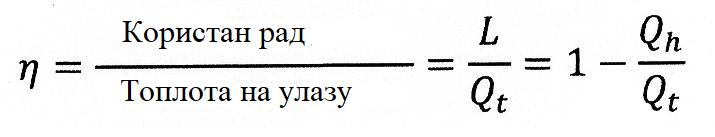 η = Користан рад / Топлота на улазу = L / Q_t = 1 − Q_h / Q_t